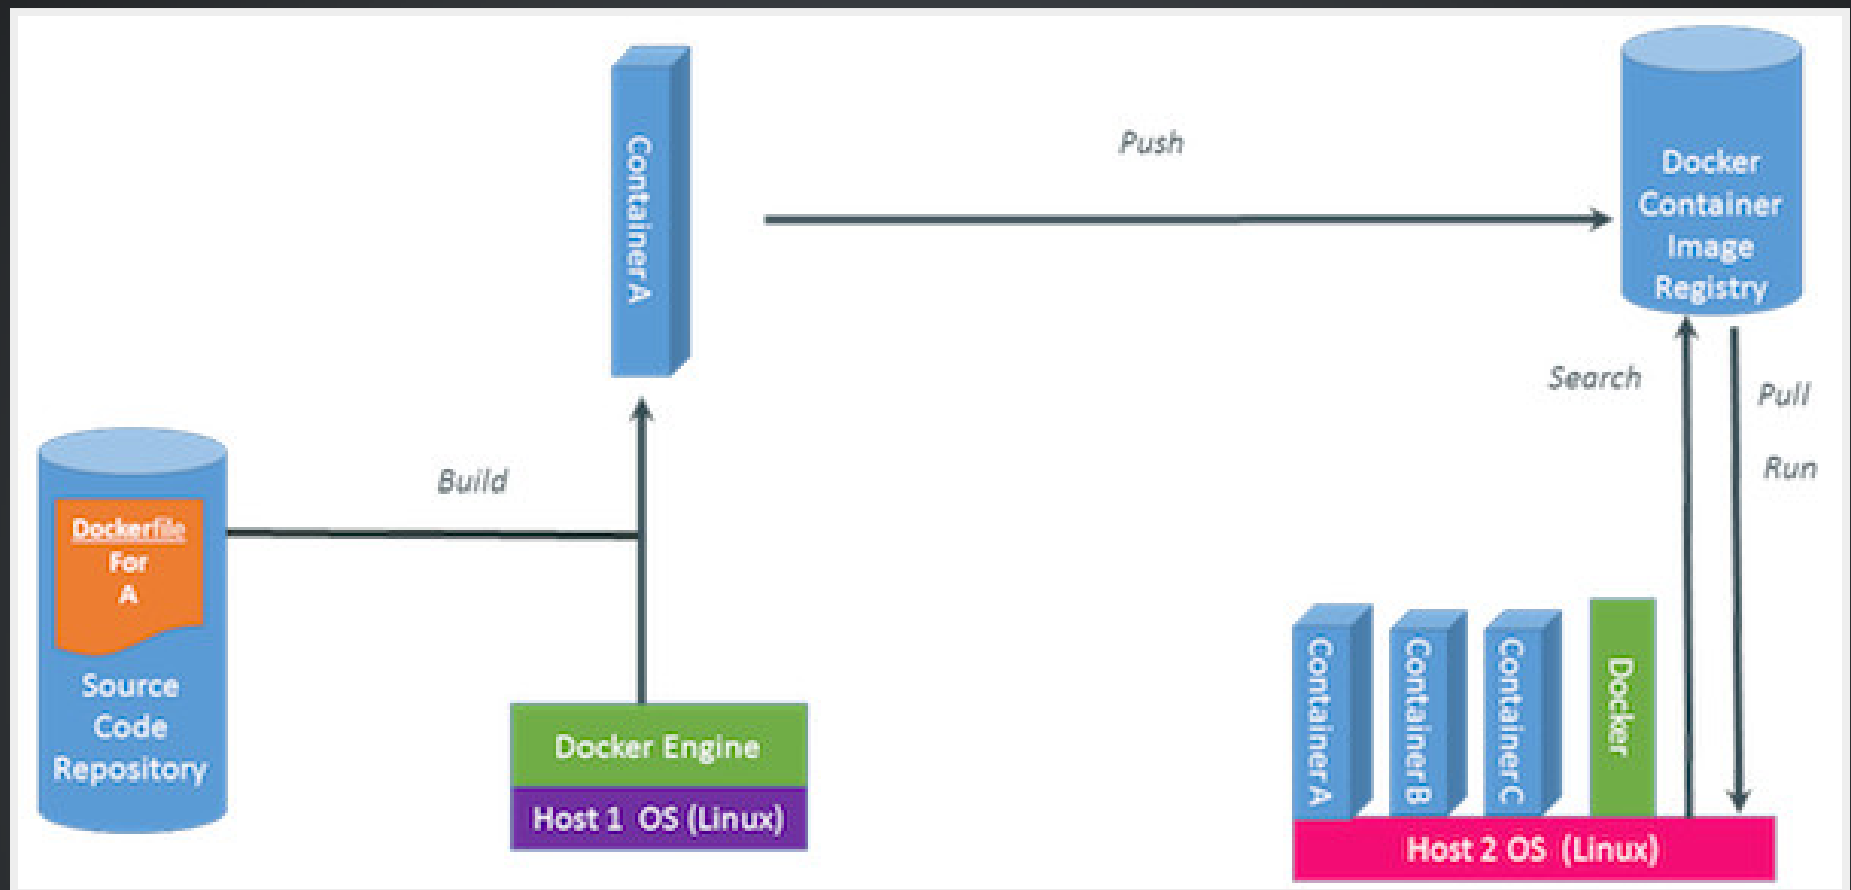 Container A
Push
Docker
Container
Image
Registry
Search
Pull
Run
Build
Dockerfile
For
A
Source
Code
Repository
Docker Engine
Host 1 OS (Linux)
Container A
Container B
Container C
Docker
Host 2 OS (Linux)